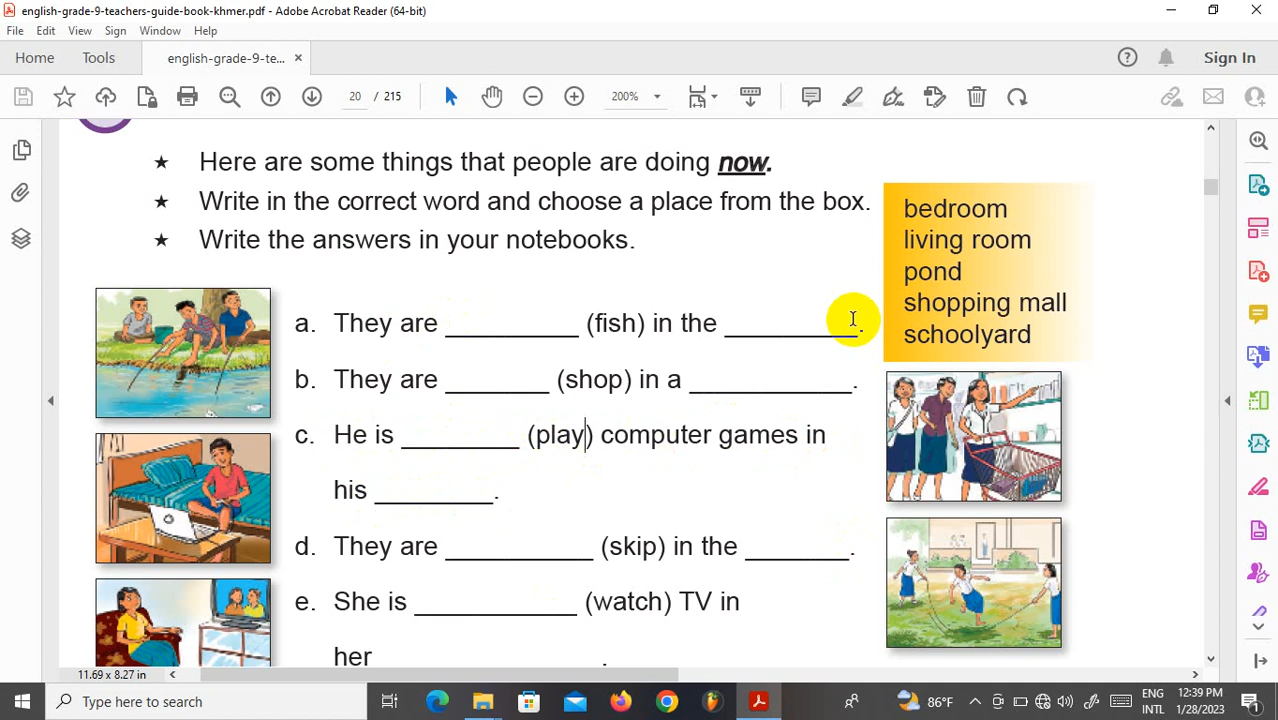 english-grade-9-teachers-guide-book-khmer.pdf - Adobe Acrobat Reader (64-bit)
File Edit View Sign Window Help
Home Tools english-grade-9-te... Sign In
20 / 215 200%
★ Here are some things that people are doing now.
★ Write in the correct word and choose a place from the box.
★ Write the answers in your notebooks.
bedroom
living room
pond
shopping mall
schoolyard
a. They are __________ (fish) in the __________.
b. They are ________ (shop) in a ____________.
c. He is _________ (play) computer games in
his _________.
d. They are ___________ (skip) in the ________.
e. She is ____________ (watch) TV in
her .
11.69 x 8.27 in
Type here to search
86°F
ENG
INTL
12:39 PM
1/28/2023
1